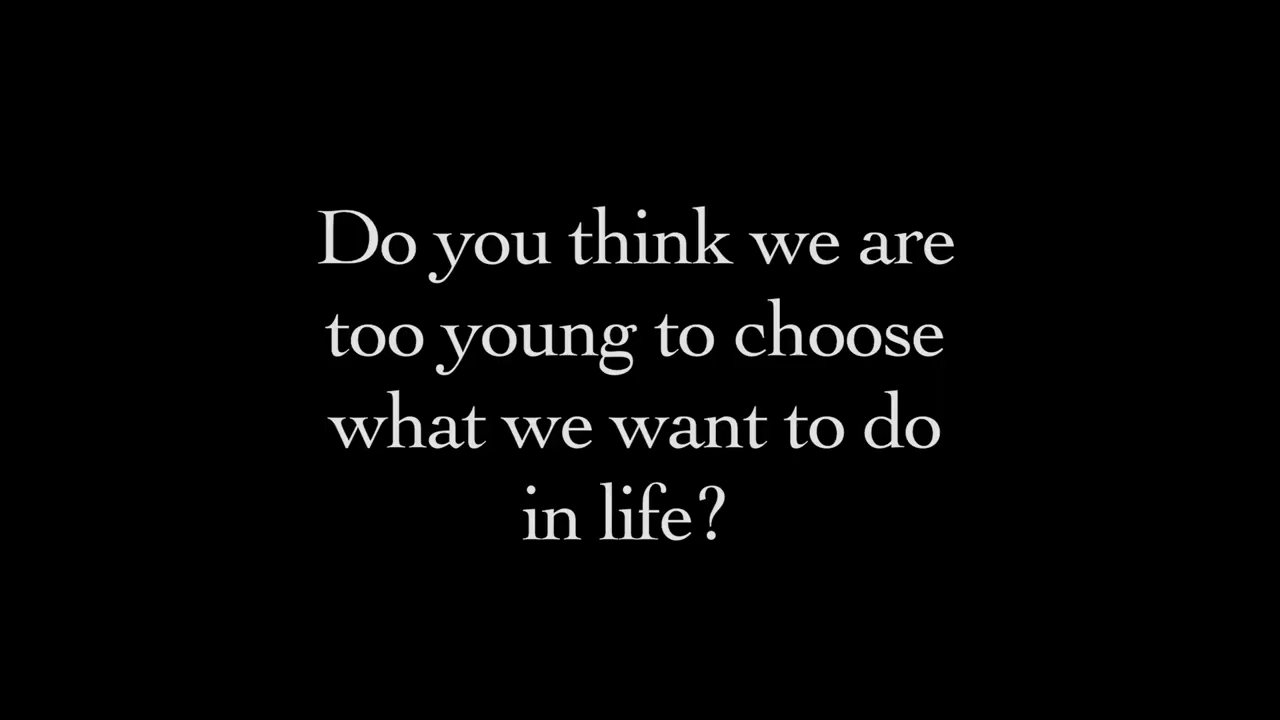 Do you think we are
too young to choose
what we want to do
in life?